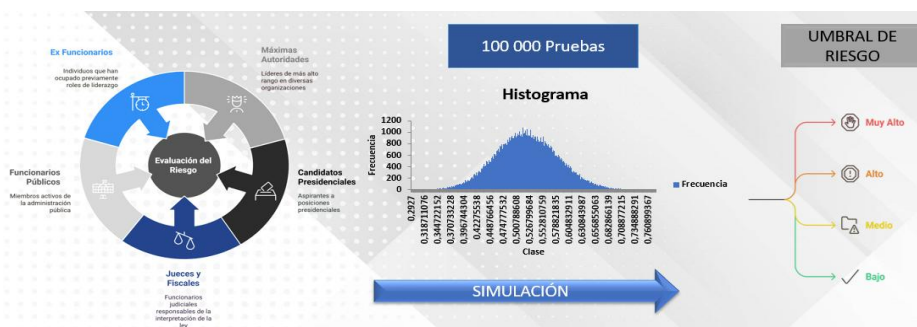 Ex Funcionarios
Individuos que han
ocupado previamente
roles de liderazgo
Máximas
Autoridades
Líderes de más alto
rango en diversas
organizaciones
Evaluación del
Riesgo
Funcionarios
Públicos
Miembros activos de
la administración
pública
Candidatos
Presidenciales
Aspirantes a
posiciones
presidenciales
Jueces y
Fiscales
Funcionarios
judiciales
responsables de la
interpretación de la
ley
100 000 Pruebas
Histograma
Frecuencia
1200
1000
800
600
400
200
0
0,2927
0,318711076
0,344722152
0,370733228
0,396744304
0,42275538
0,448766456
0,474777532
0,500788608
0,526799684
0,552810759
0,578821835
0,604832911
0,630843987
0,656855063
0,682866139
0,708877215
0,734888291
0,760899367
Clase
Frecuencia
SIMULACIÓN
UMBRAL DE
RIESGO
Muy Alto
Alto
Medio
Bajo